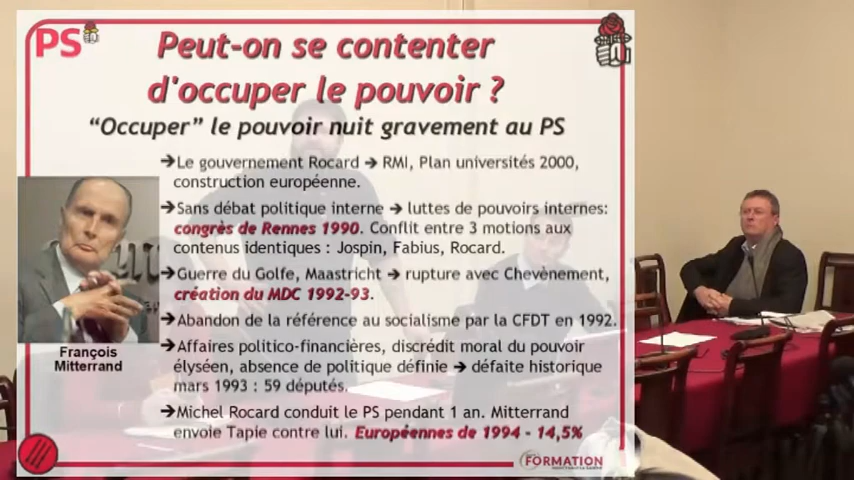 PS
Peut-on se contenter
d'occuper le pouvoir ?
“Occuper” le pouvoir nuit gravement au PS
➔Le gouvernement Rocard ➔ RMI, Plan universités 2000,
construction européenne.
➔Sans débat politique interne ➔ luttes de pouvoirs internes:
congrès de Rennes 1990. Conflit entre 3 motions aux
contenus identiques : Jospin, Fabius, Rocard.
➔Guerre du Golfe, Maastricht ➔ rupture avec Chevènement,
création du MDC 1992-93.
➔Abandon de la référence au socialisme par la CFDT en 1992.
➔Affaires politico-financières, discrédit moral du pouvoir
élyséen, absence de politique définie ➔ défaite historique
mars 1993 : 59 députés.
➔Michel Rocard conduit le PS pendant 1 an. Mitterrand
envoie Tapie contre lui. Européennes de 1994 - 14,5%
François
Mitterrand
FORMATION